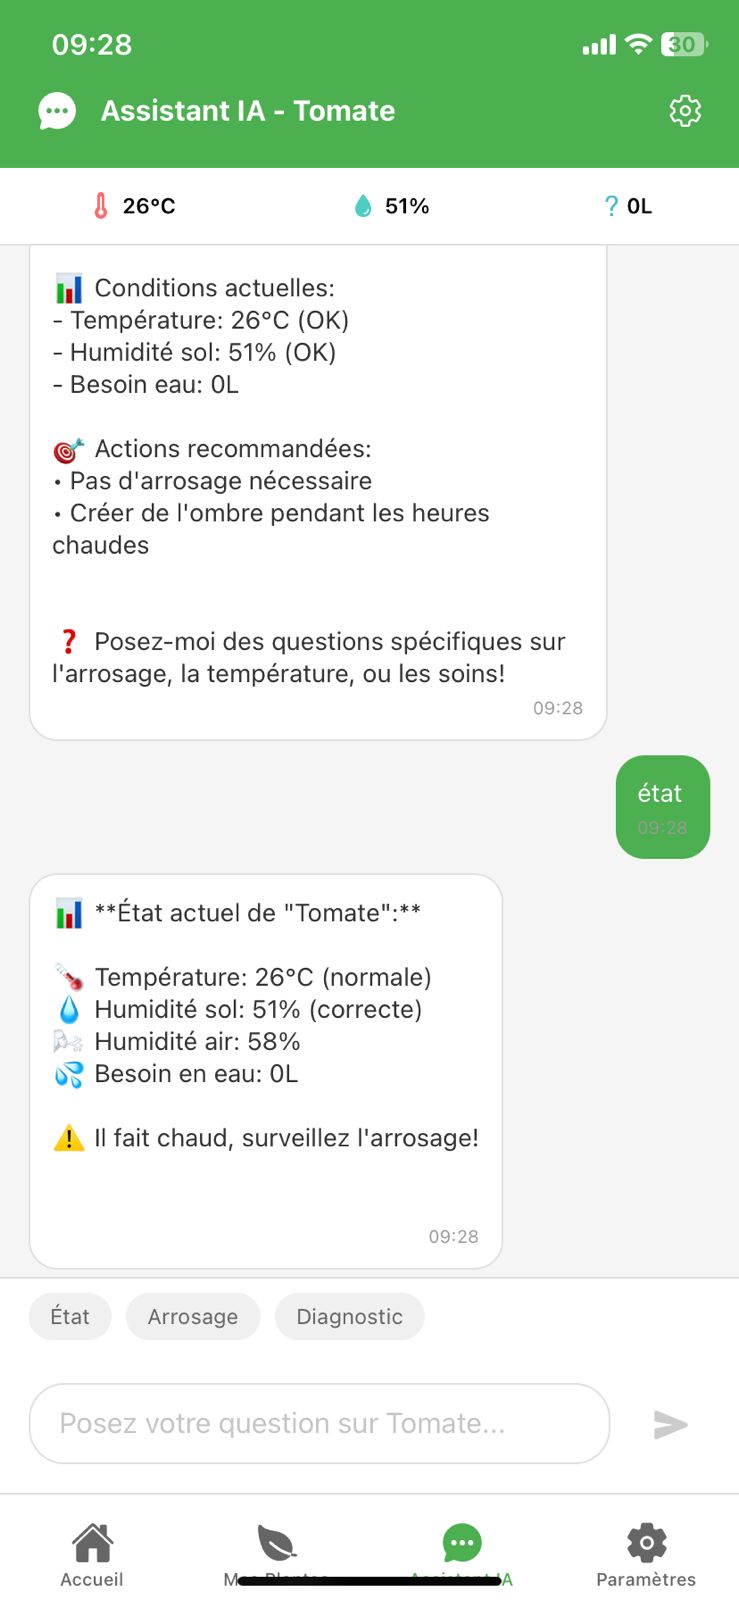 09:28
30
Assistant IA - Tomate
26°C
51%
? 0L
📊 Conditions actuelles:
- Température: 26°C (OK)
- Humidité sol: 51% (OK)
- Besoin eau: 0L
🎯 Actions recommandées:
• Pas d'arrosage nécessaire
• Créer de l'ombre pendant les heures
chaudes
❓ Posez-moi des questions spécifiques sur
l'arrosage, la température, ou les soins!
09:28
état
09:28
📊 **État actuel de "Tomate":**
🌡️ Température: 26°C (normale)
💧 Humidité sol: 51% (correcte)
🌬️ Humidité air: 58%
💦 Besoin en eau: 0L
⚠️ Il fait chaud, surveillez l'arrosage!
09:28
État
Arrosage
Diagnostic
Posez votre question sur Tomate...
Accueil
Mes Plantes
Assistant IA
Paramètres